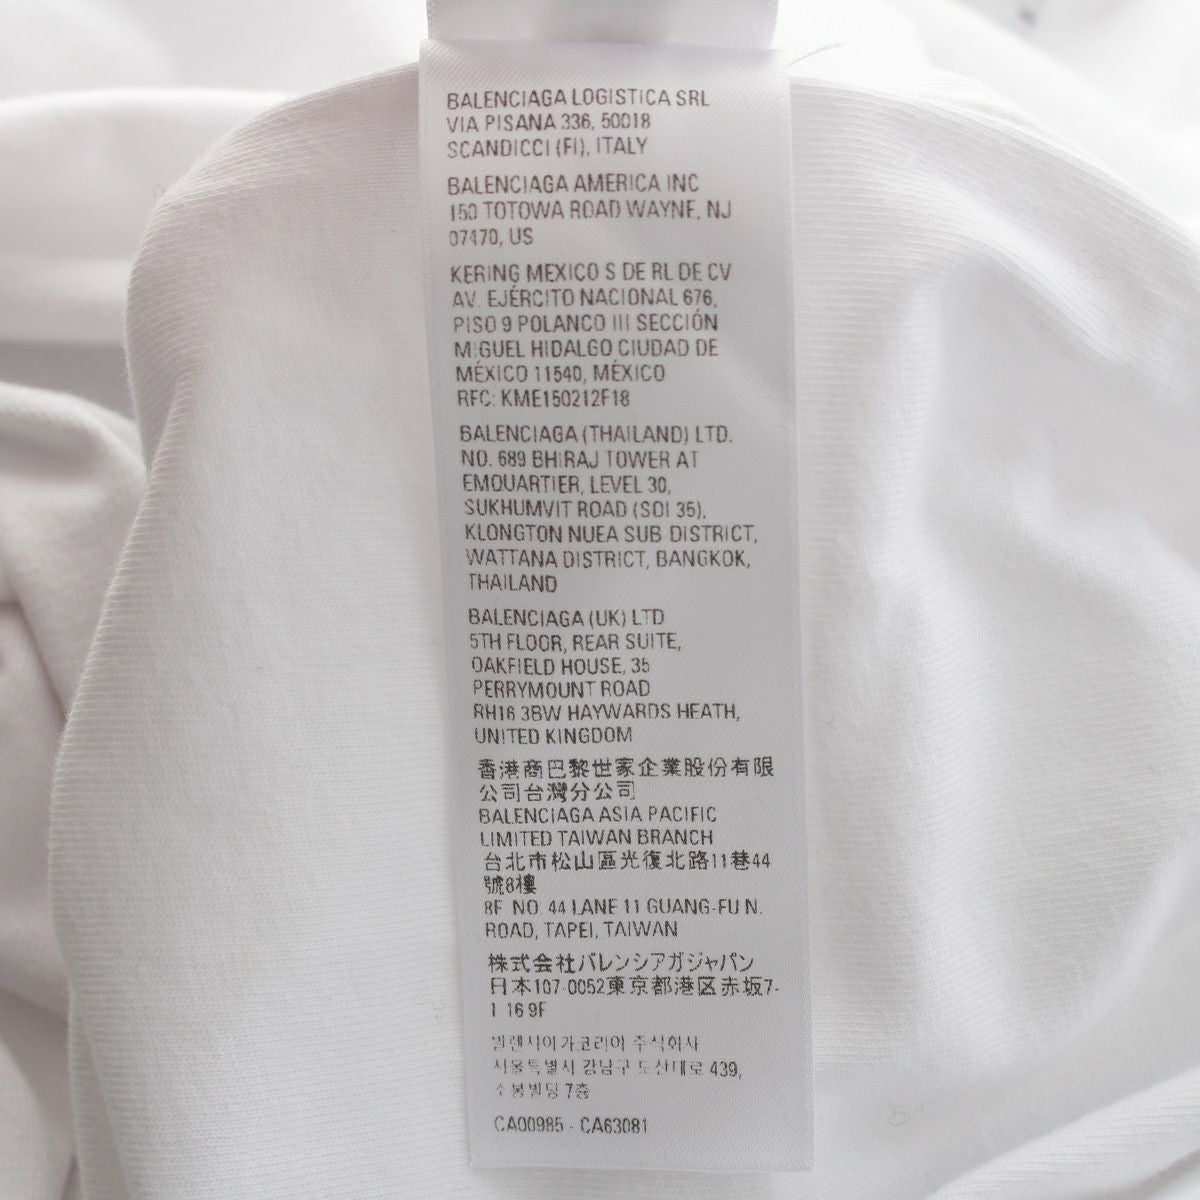 BALENCIAGA LOGISTICA SRL
VIA PISANA 336, 50018
SCANDICCI (FI), ITALY
BALENCIAGA AMERICA INC
150 TOTOWA ROAD WAYNE, NJ
07470, US
KERING MEXICO S DE RL DE CV
AV. EJÉRCITO NACIONAL 676,
PISO 9 POLANCO III SECCIÓN
MIGUEL HIDALGO CIUDAD DE
MÉXICO 11540, MÉXICO
RFC: KME150212F18
BALENCIAGA (THAILAND) LTD.
NO. 689 BHIRAJ TOWER AT
EMQUARTIER, LEVEL 30,
SUKHUMVIT ROAD (SOI 35),
KLONGTON NUEA SUB DISTRICT,
WATTANA DISTRICT, BANGKOK,
THAILAND
BALENCIAGA (UK) LTD
5TH FLOOR, REAR SUITE,
OAKFIELD HOUSE, 35
PERRYMOUNT ROAD
RH16 3BW HAYWARDS HEATH,
UNITED KINGDOM
香港商巴黎世家企業股份有限
公司台灣分公司
BALENCIAGA ASIA PACIFIC
LIMITED TAIWAN BRANCH
台北市松山區光復北路11巷44
號8樓
8F NO. 44 LANE 11 GUANG-FU N.
ROAD, TAPEI, TAIWAN
株式会社バレンシアガジャパン
日本107-0052東京都港区赤坂7-
1-16 9F
발렌시아가코리아 주식회사
서울특별시 강남구 도산대로 439,
소봉빌딩 7층
CA00985 - CA63081